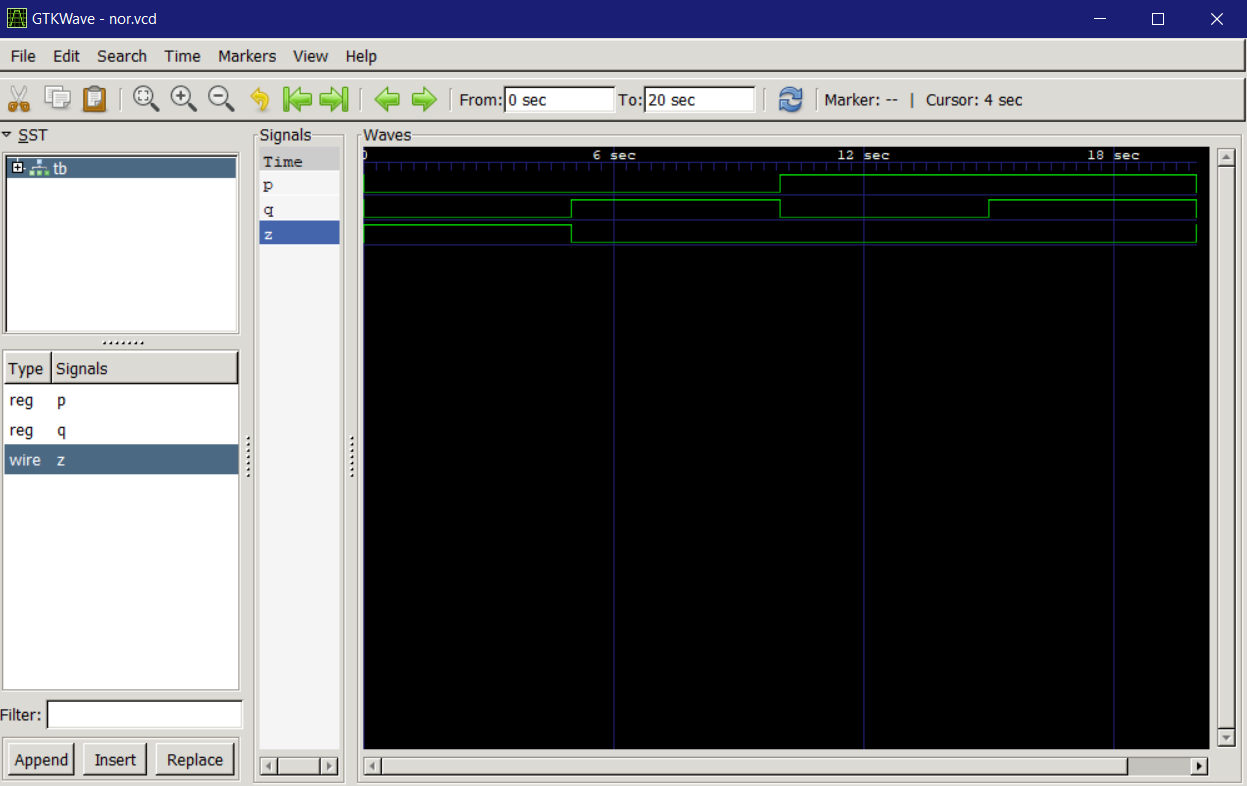 GTKWave - nor.vcd
File Edit Search Time Markers View Help
From: 0 sec To: 20 sec Marker: -- | Cursor: 4 sec
SST
tb
Type Signals
reg p
reg q
wire z
Filter:
Append Insert Replace
Signals
Time
p
q
z
Waves
0 6 sec 12 sec 18 sec